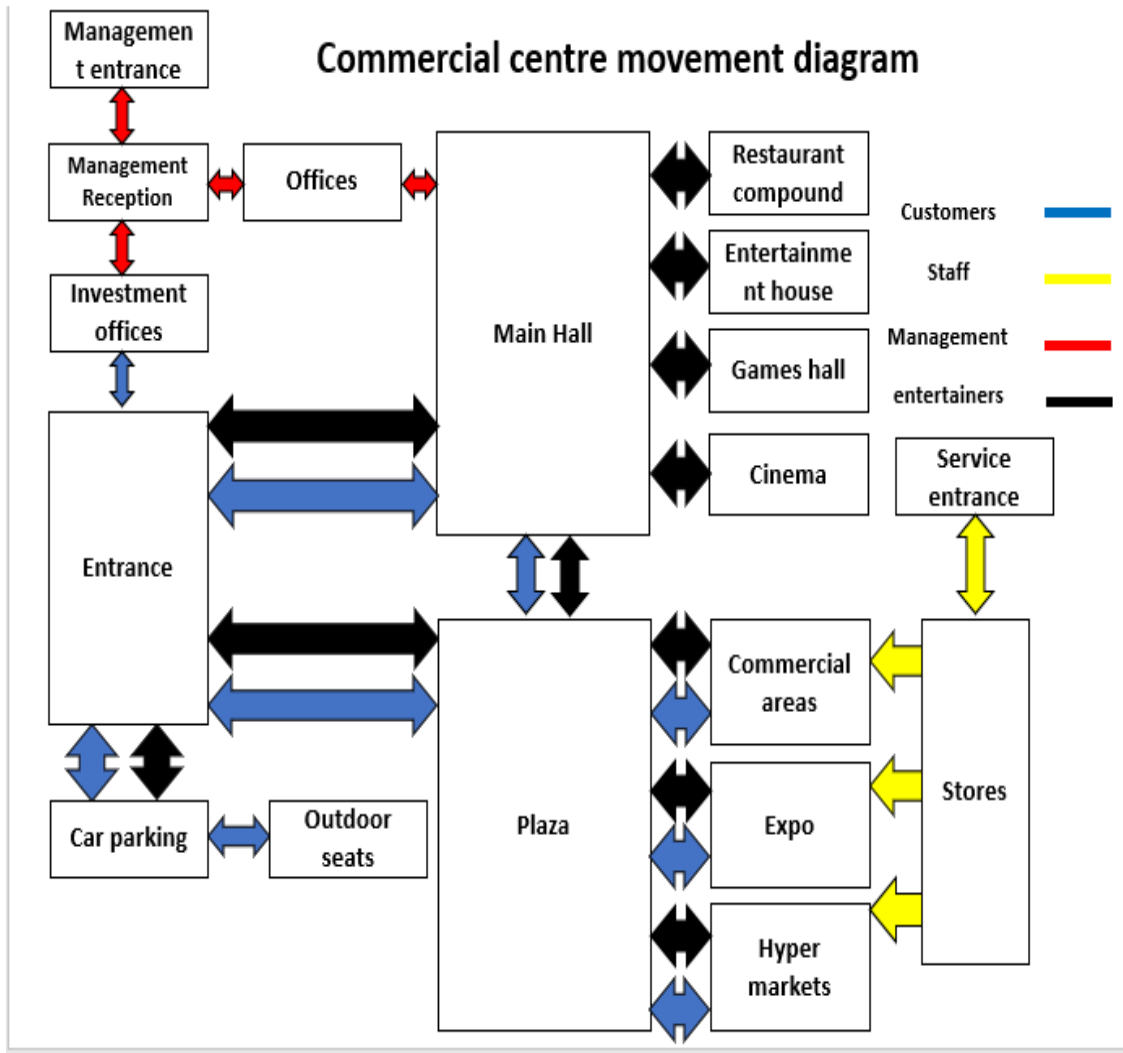 Commercial centre movement diagram
Managemen
t entrance
Management
Reception
Offices
Investment
offices
Main Hall
Restaurant
compound
Entertainme
nt house
Games hall
Cinema
Customers
Staff
Management
entertainers
Service
entrance
Entrance
Car parking
Outdoor
seats
Plaza
Commercial
areas
Expo
Hyper
markets
Stores